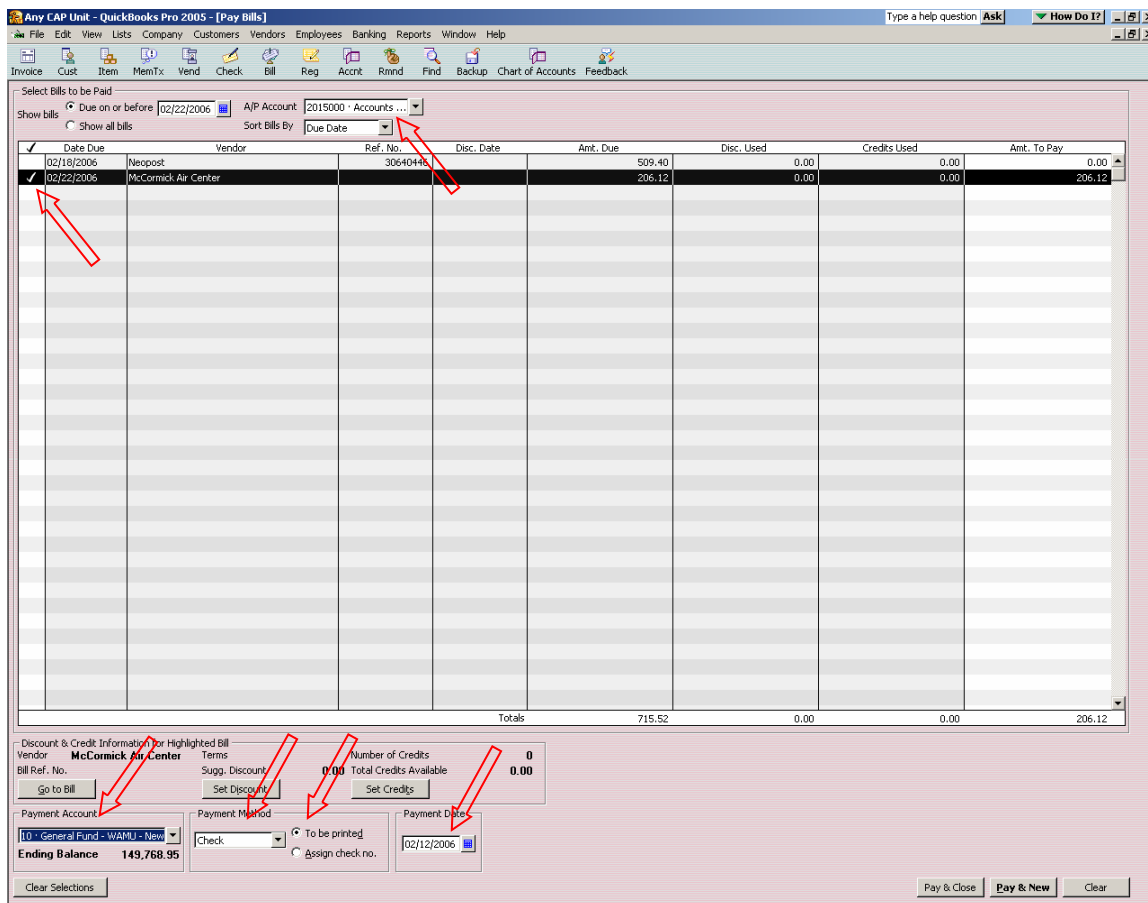 Any CAP Unit - QuickBooks Pro 2005 - [Pay Bills]
Type a help question Ask How Do I?
File Edit View Lists Company Customers Vendors Employees Banking Reports Window Help
Invoice Cust Item MemTx Vend Check Bill Reg Accnt Rmnd Find Backup Chart of Accounts Feedback
Select Bills to be Paid
Show bills Due on or before 02/22/2006 A/P Account 2015000 · Accounts ...
Show all bills Sort Bills By Due Date
Date Due Vendor Ref. No. Disc. Date Amt. Due Disc. Used Credits Used Amt. To Pay
02/18/2006 Neopost 30640446 509.40 0.00 0.00 0.00
02/22/2006 McCormick Air Center 206.12 0.00 0.00 206.12
Totals 715.52 0.00 0.00 206.12
Discount & Credit Information for Highlighted Bill
Vendor McCormick Air Center Terms Number of Credits 0
Bill Ref. No. Sugg. Discount 0.00 Total Credits Available 0.00
Go to Bill Set Discount Set Credits
Payment Account Payment Method Payment Date
10 · General Fund - WAMU - New Check To be printed 02/12/2006
Ending Balance 149,768.95 Assign check no.
Clear Selections Pay & Close Pay & New Clear